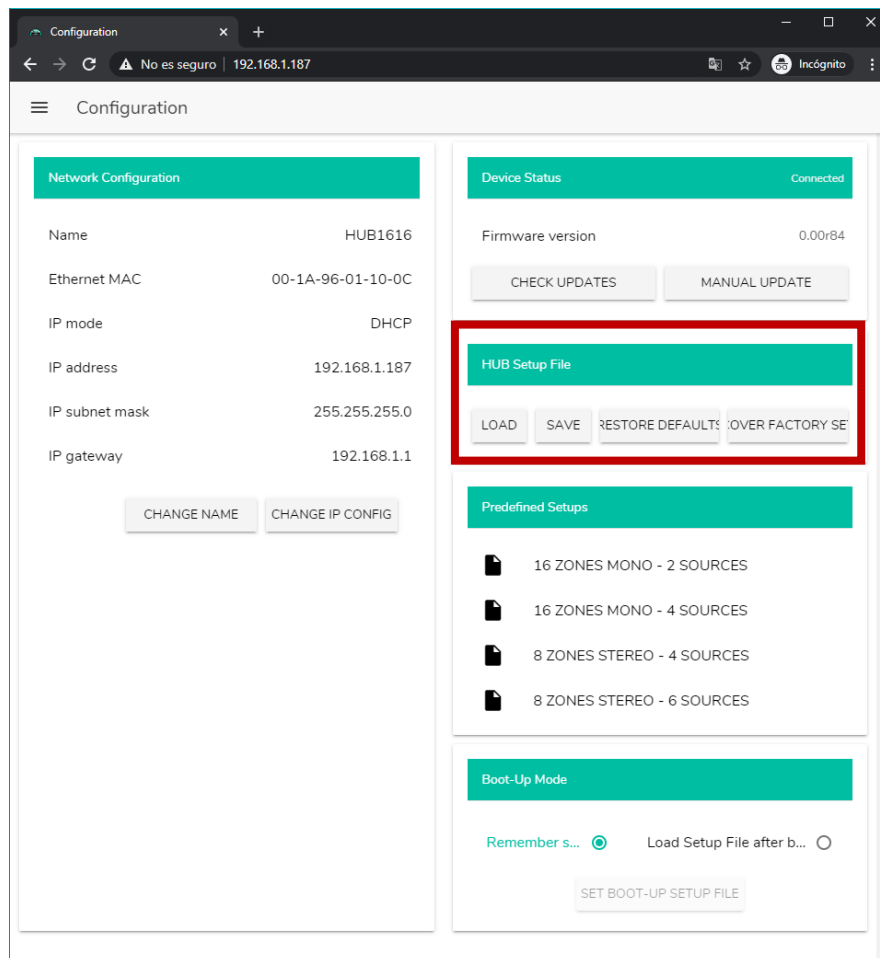 Configuration
No es seguro | 192.168.1.187
Incógnito
Configuration
Network Configuration
Name HUB1616
Ethernet MAC 00-1A-96-01-10-0C
IP mode DHCP
IP address 192.168.1.187
IP subnet mask 255.255.255.0
IP gateway 192.168.1.1
CHANGE NAME CHANGE IP CONFIG
Device Status Connected
Firmware version 0.00r84
CHECK UPDATES MANUAL UPDATE
HUB Setup File
LOAD SAVE RESTORE DEFAULTS OVER FACTORY SE
Predefined Setups
16 ZONES MONO - 2 SOURCES
16 ZONES MONO - 4 SOURCES
8 ZONES STEREO - 4 SOURCES
8 ZONES STEREO - 6 SOURCES
Boot-Up Mode
Remember s... Load Setup File after b...
SET BOOT-UP SETUP FILE